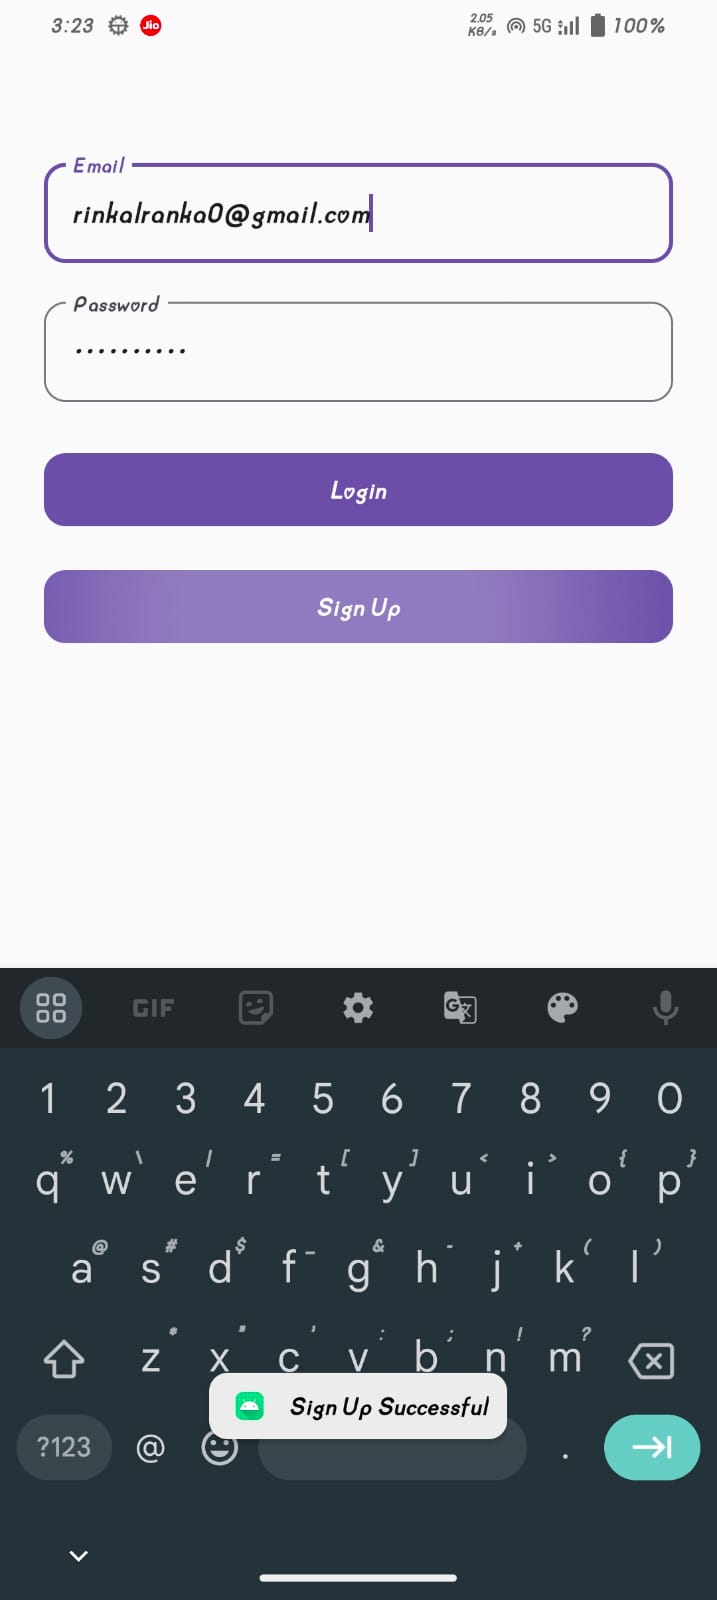 3:23 Jio 2.05 KB/s 5G 100%
Email
rinkalranka0@gmail.com
Password
..........
Login
Sign Up
GIF G
1 2 3 4 5 6 7 8 9 0
% \ | = [ ] < > { }
q w e r t y u i o p
@ # $ _ & - + ( )
a s d f g h j k l
* " ' : ; ! ?
z x c v b n m
Sign Up Successful
?123 @ .